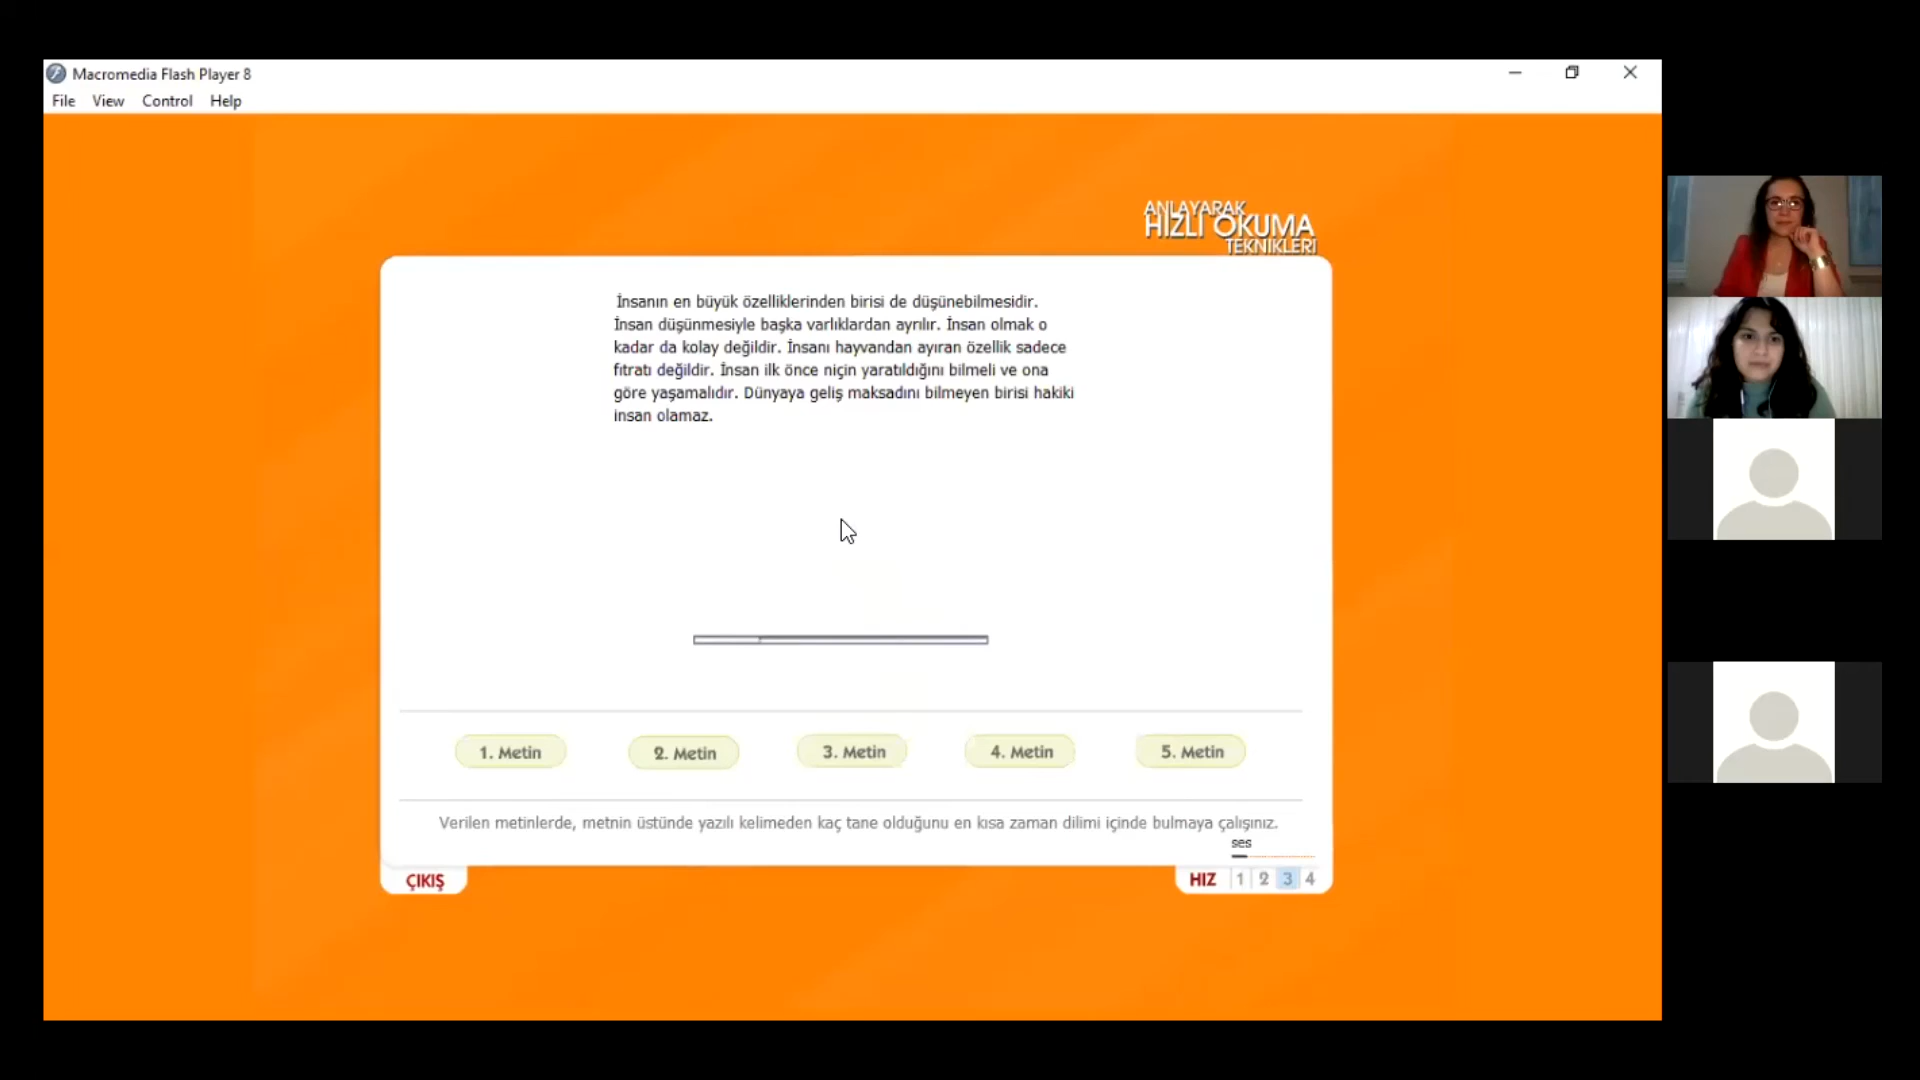 Macromedia Flash Player 8
File View Control Help
ANLAYARAK
HIZLI OKUMA
TEKNİKLERİ
İnsanın en büyük özelliklerinden birisi de düşünebilmesidir.
İnsan düşünmesiyle başka varlıklardan ayrılır. İnsan olmak o
kadar da kolay değildir. İnsanı hayvandan ayıran özellik sadece
fıtratı değildir. İnsan ilk önce niçin yaratıldığını bilmeli ve ona
göre yaşamalıdır. Dünyaya geliş maksadını bilmeyen birisi hakiki
insan olamaz.
1. Metin 2. Metin 3. Metin 4. Metin 5. Metin
Verilen metinlerde, metnin üstünde yazılı kelimeden kaç tane olduğunu en kısa zaman dilimi içinde bulmaya çalışınız.
ses
ÇIKIŞ HIZ 1 2 3 4